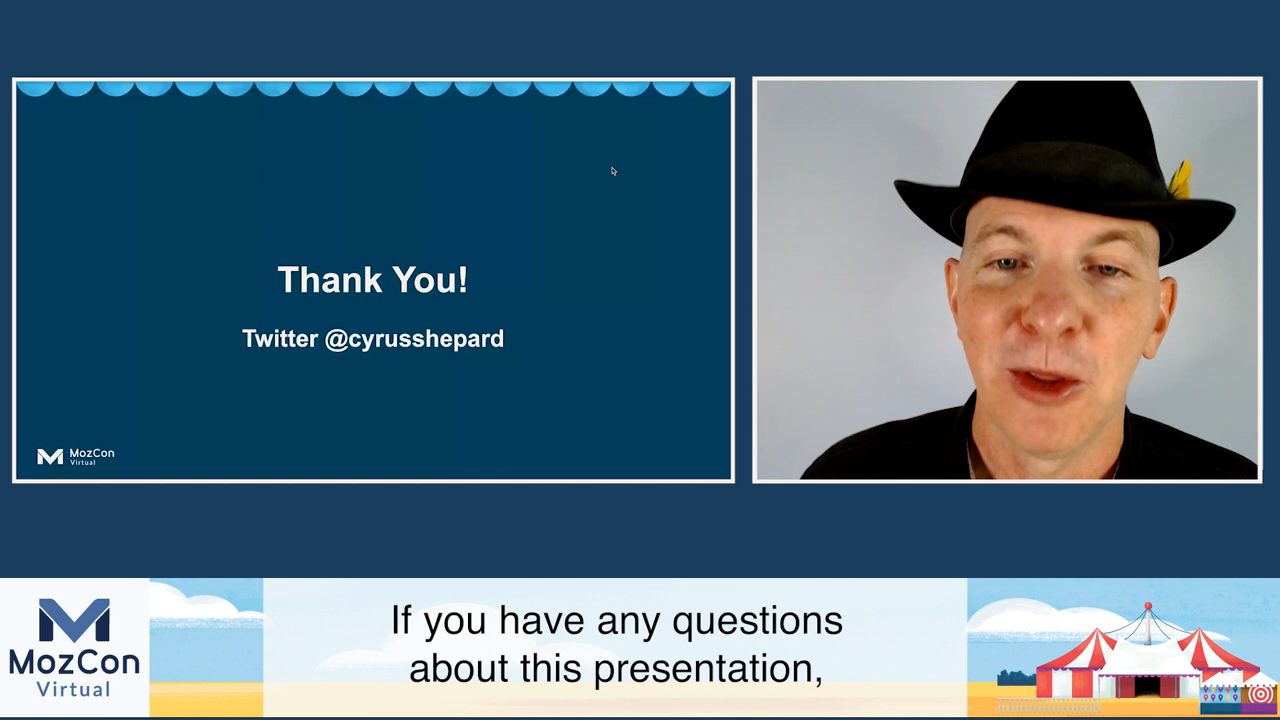 Thank You!
Twitter @cyrusshepard
MozCon
Virtual
MozCon
Virtual
If you have any questions
about this presentation,